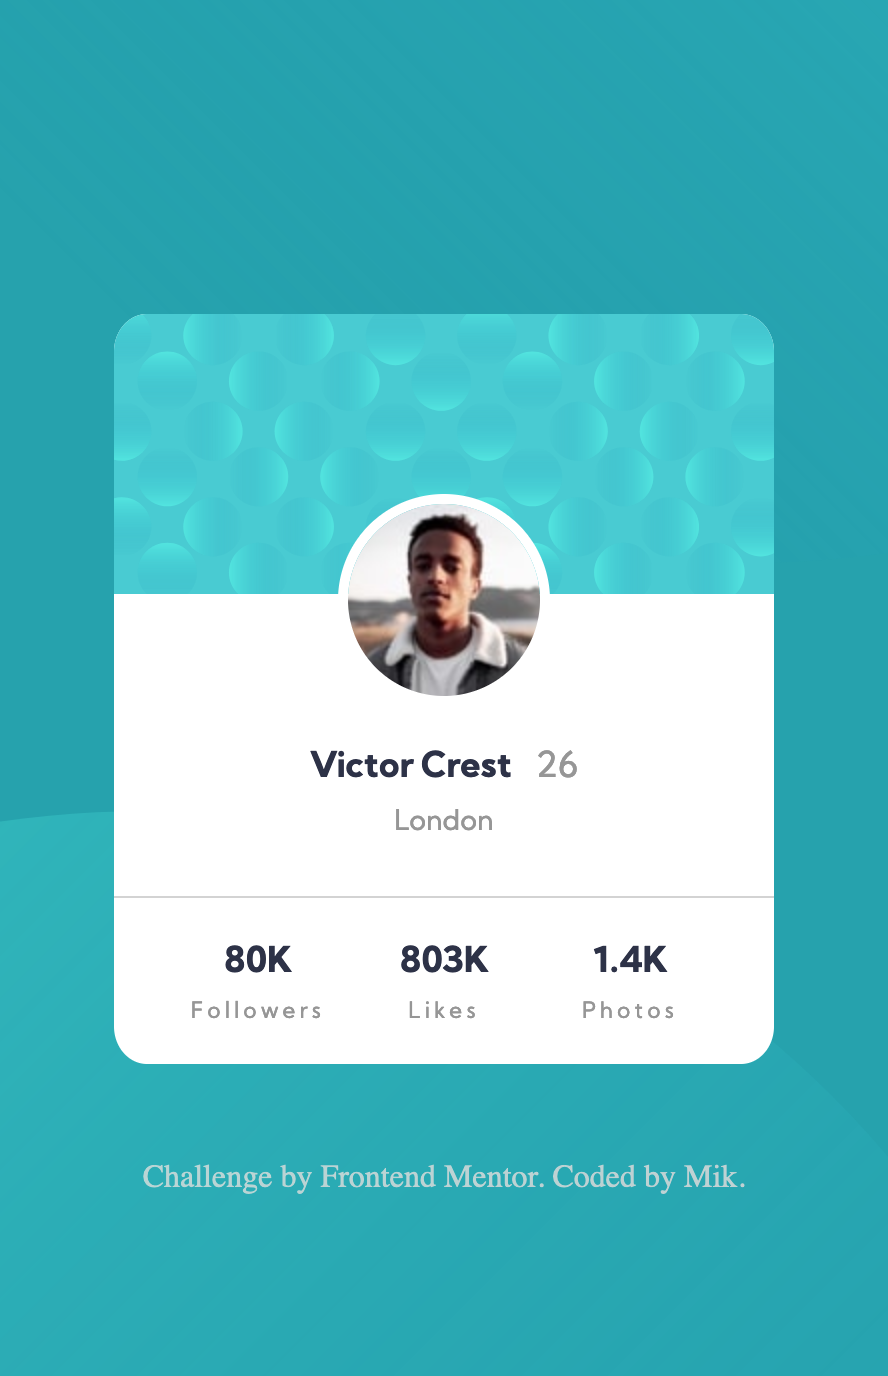 Victor Crest 26
London
80K 803K 1.4K
Followers Likes Photos
Challenge by Frontend Mentor. Coded by Mik.